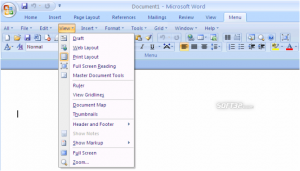 Document1 - Microsoft Word
Home Insert Page Layout References Mailings Review View Menu
All File Edit View Insert Format Tools Table Window
Normal
Draft
Web Layout
Print Layout
Full Screen Reading
Master Document Tools
Ruler
View Gridlines
Document Map
Thumbnails
Header and Footer
Show Notes
Show Markup
Full Screen
Zoom...
SOFTPEDIA